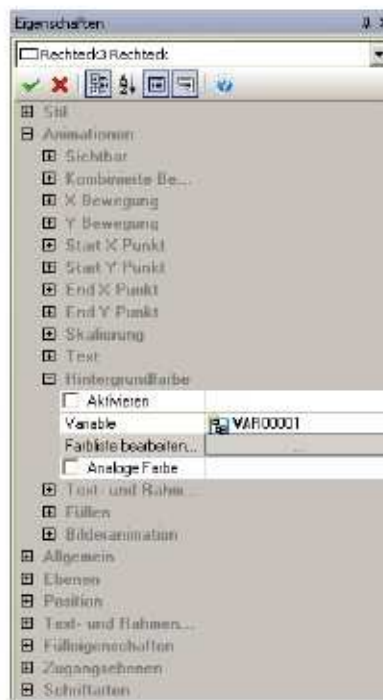 Eigenschaften
Rechteck3 Rechteck
Stil
Animationen
Sichtbar
Kombinierte Be...
X Bewegung
Y Bewegung
Start X Punkt
Start Y Punkt
End X Punkt
End Y Punkt
Skalierung
Text
Hintergrundfarbe
Aktivieren
Variable VAR00001
Farbliste bearbeiten... ...
Analoge Farbe
Text- und Rahm...
Füllen
Bilderanimation
Allgemein
Ebenen
Position
Text- und Rahmen...
Fülleigenschaften
Zugangsebenen
Schriftarten